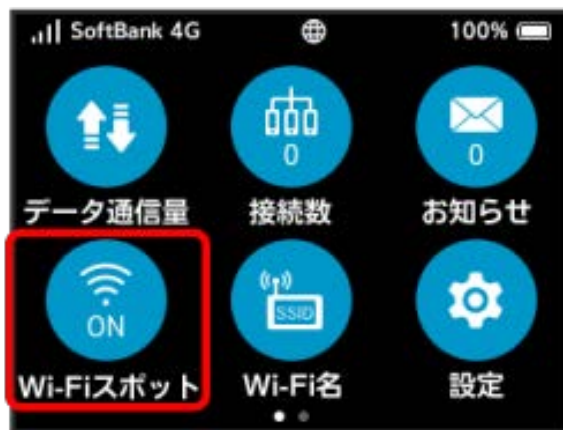 SoftBank 4G 100%
0 0
データ通信量 接続数 お知らせ
ON SSID
Wi-Fiスポット Wi-Fi名 設定